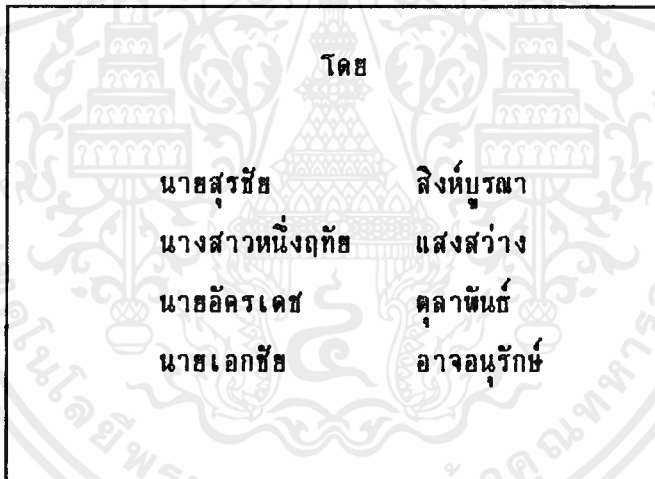 โดย
นายสุรชัย สิงห์บูรณา
นางสาวหนึ่งฤทัย แสงสว่าง
นายอัครเดช ตุลาพันธ์
นายเอกชัย อาจอนุรักษ์